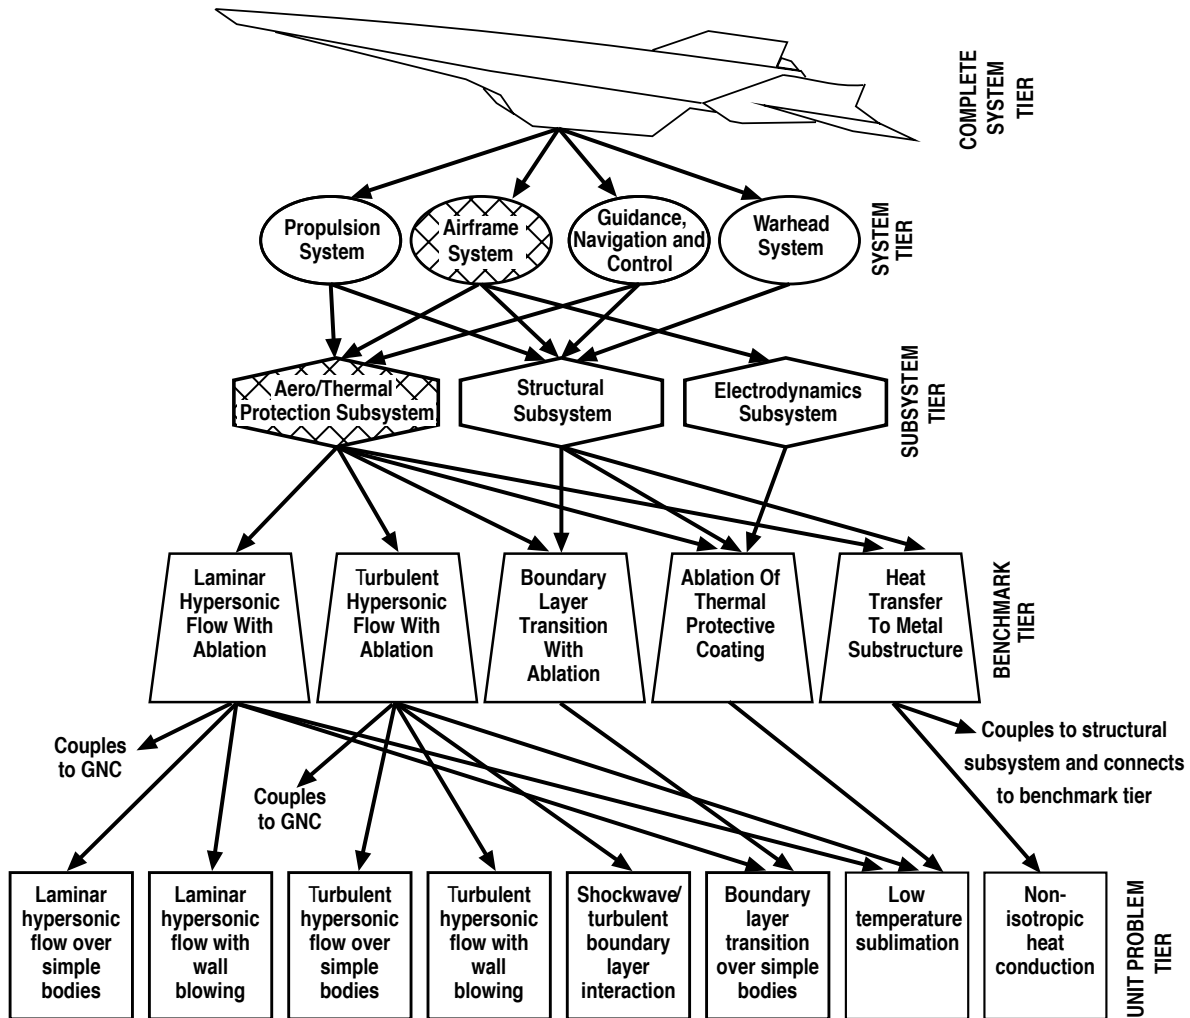 COMPLETE
SYSTEM
TIER
Propulsion
System
Airframe
System
Guidance,
Navigation and
Control
Warhead
System
SYSTEM
TIER
Aero/Thermal
Protection Subsystem
Structural
Subsystem
Electrodynamics
Subsystem
SUBSYSTEM
TIER
Laminar
Hypersonic
Flow With
Ablation
Turbulent
Hypersonic
Flow With
Ablation
Boundary
Layer
Transition
With
Ablation
Ablation Of
Thermal
Protective
Coating
Heat
Transfer
To Metal
Substructure
BENCHMARK
TIER
Couples
to GNC
Couples
to GNC
Couples to structural
subsystem and connects
to benchmark tier
Laminar
hypersonic
flow over
simple
bodies
Laminar
hypersonic
flow with
wall
blowing
Turbulent
hypersonic
flow over
simple
bodies
Turbulent
hypersonic
flow with
wall
blowing
Shockwave/
turbulent
boundary
layer
interaction
Boundary
layer
transition
over simple
bodies
Low
temperature
sublimation
Non-
isotropic
heat
conduction
UNIT PROBLEM
TIER